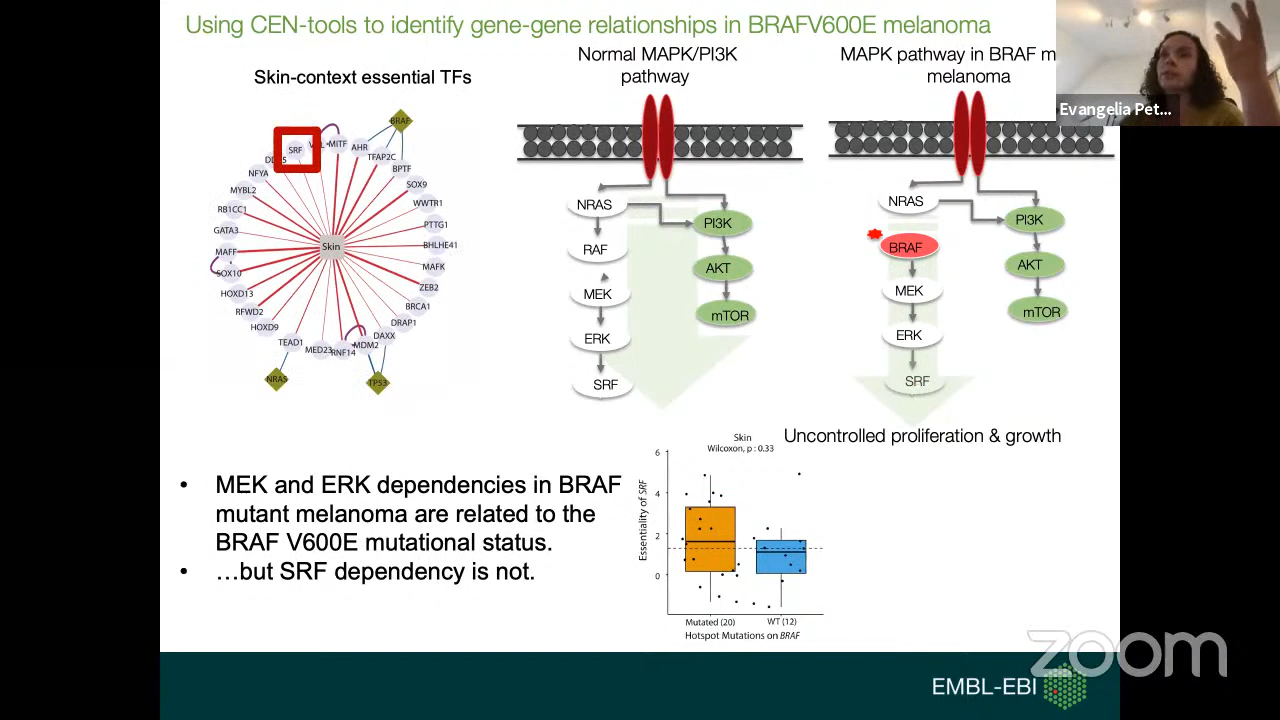 Using CEN-tools to identify gene-gene relationships in BRAFV600E melanoma
Evangelia Pet...
Skin-context essential TFs
SRF
MITF
AHR
BRAF
TFAP2C
BPTF
SOX9
WWTR1
PTTG1
BHLHE41
MAFK
ZEB2
BRCA1
DRAP1
DAXX
MDM2
TP53
RNF14
MED23
TEAD1
NRAS
HOXD9
RFWD2
HOXD13
SOX10
MAFF
GATA3
RB1CC1
MYBL2
NFYA
Skin
Normal MAPK/PI3K
pathway
NRAS
RAF
MEK
ERK
SRF
PI3K
AKT
mTOR
MAPK pathway in BRAF m
melanoma
NRAS
BRAF
MEK
ERK
SRF
PI3K
AKT
mTOR
Uncontrolled proliferation & growth
• MEK and ERK dependencies in BRAF
mutant melanoma are related to the
BRAF V600E mutational status.
• …but SRF dependency is not.
Skin
Wilcoxon, p : 0.33
Essentiality of SRF
6
4
2
0
Mutated (20) WT (12)
Hotspot Mutations on BRAF
zoom
EMBL-EBI